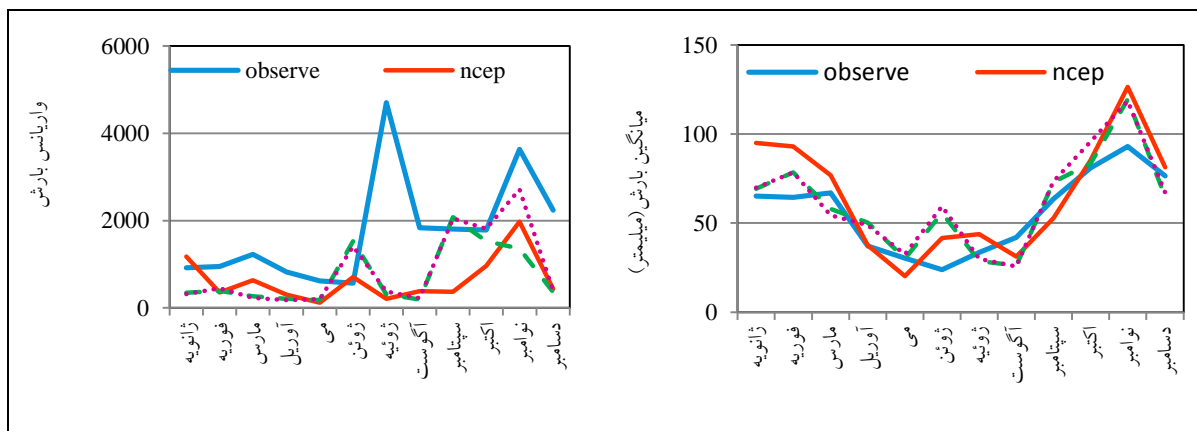 واریانس بارش
6000
4000
2000
0
observe ncep
ژانویه فوریه مارس آوریل می ژوئن ژوئیه آگوست سپتامبر اکتبر نوامبر دسامبر
میانگین بارش (میلیمتر)
150
100
50
0
observe ncep
ژانویه فوریه مارس آوریل می ژوئن ژوئیه آگوست سپتامبر اکتبر نورامبر دسامبر